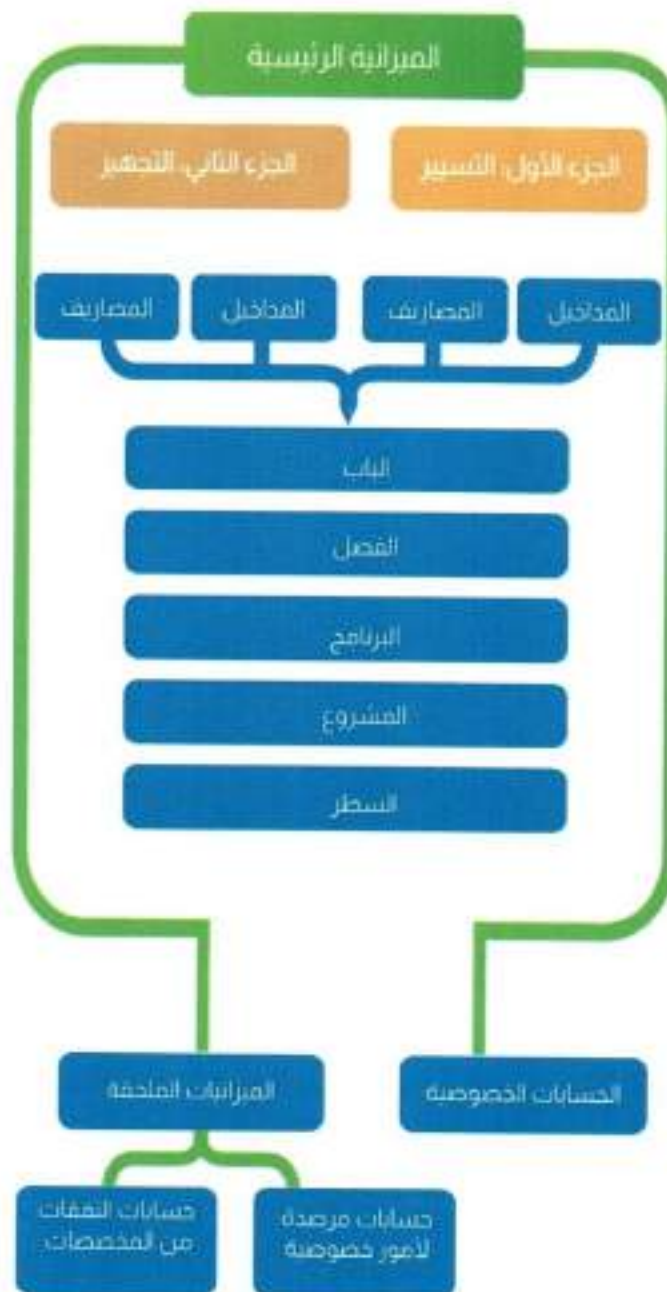 الميزانية الرئيسية
الجزء الأول: التسيير
الجزء الثاني: التجهيز
المداخيل
المصاريف
المداخيل
المصاريف
الباب
الفصل
البرنامج
المشروع
السطر
الحسابات الخصوصية
الميزانيات الملحقة
حسابات مرصدة
لأمور خصوصية
حسابات النفقات
من المخصصات